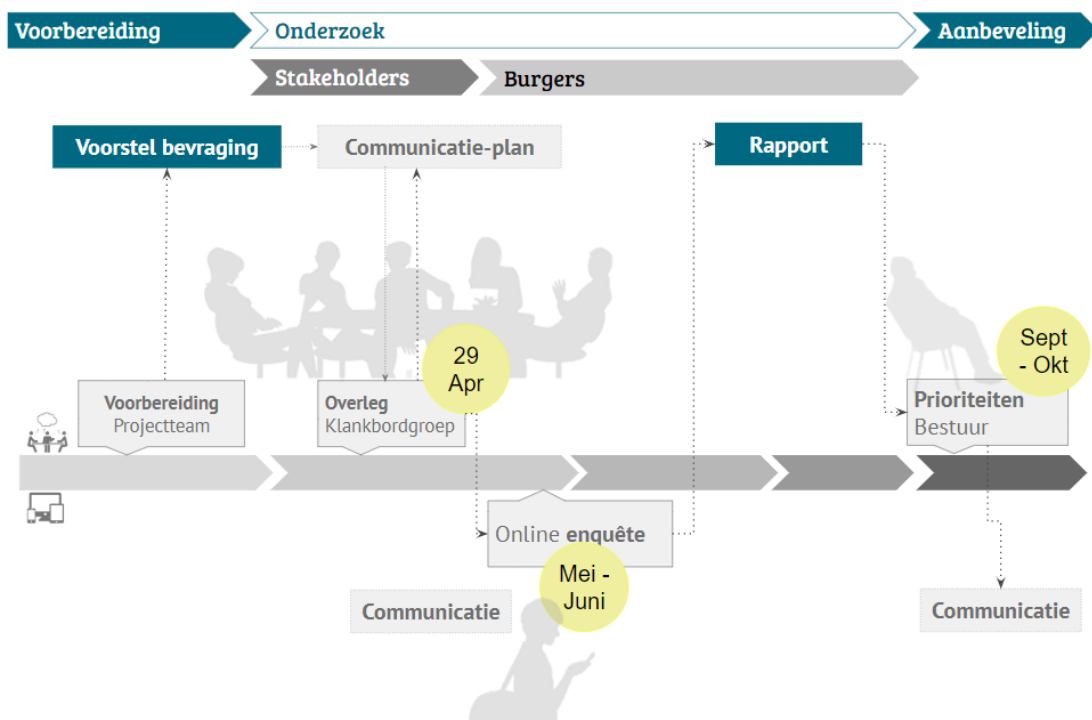 Voorbereiding
Onderzoek
Aanbeveling
Stakeholders
Burgers
Voorstel bevraging
Communicatie-plan
Rapport
29
Apr
Sept
- Okt
Voorbereiding
Projectteam
Overleg
Klankbordgroep
Prioriteiten
Bestuur
Online enquête
Mei -
Juni
Communicatie
Communicatie